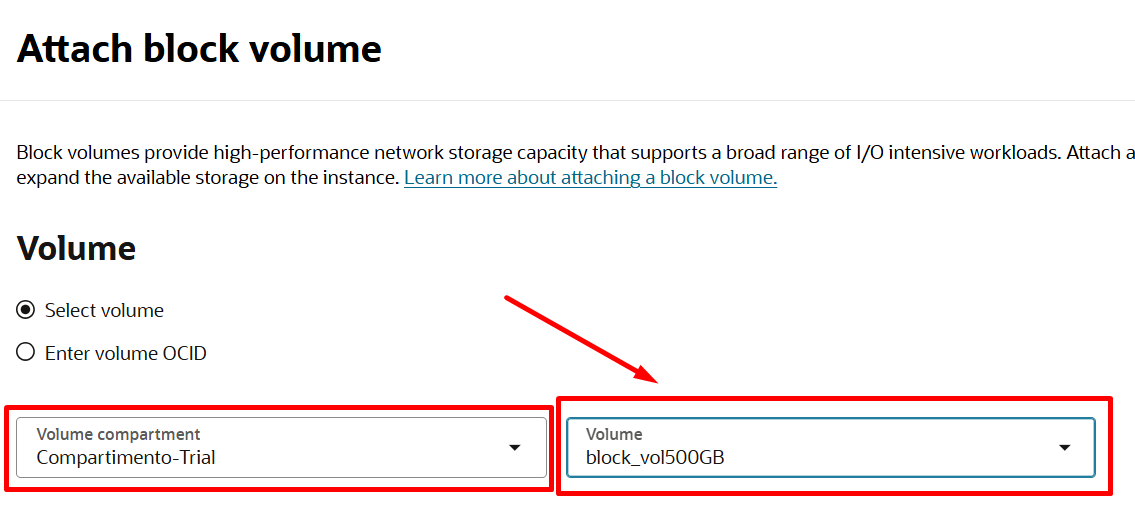 Attach block volume
Block volumes provide high-performance network storage capacity that supports a broad range of I/O intensive workloads. Attach a
expand the available storage on the instance. Learn more about attaching a block volume.
Volume
Select volume
Enter volume OCID
Volume compartment
Compartimento-Trial
Volume
block_vol500GB